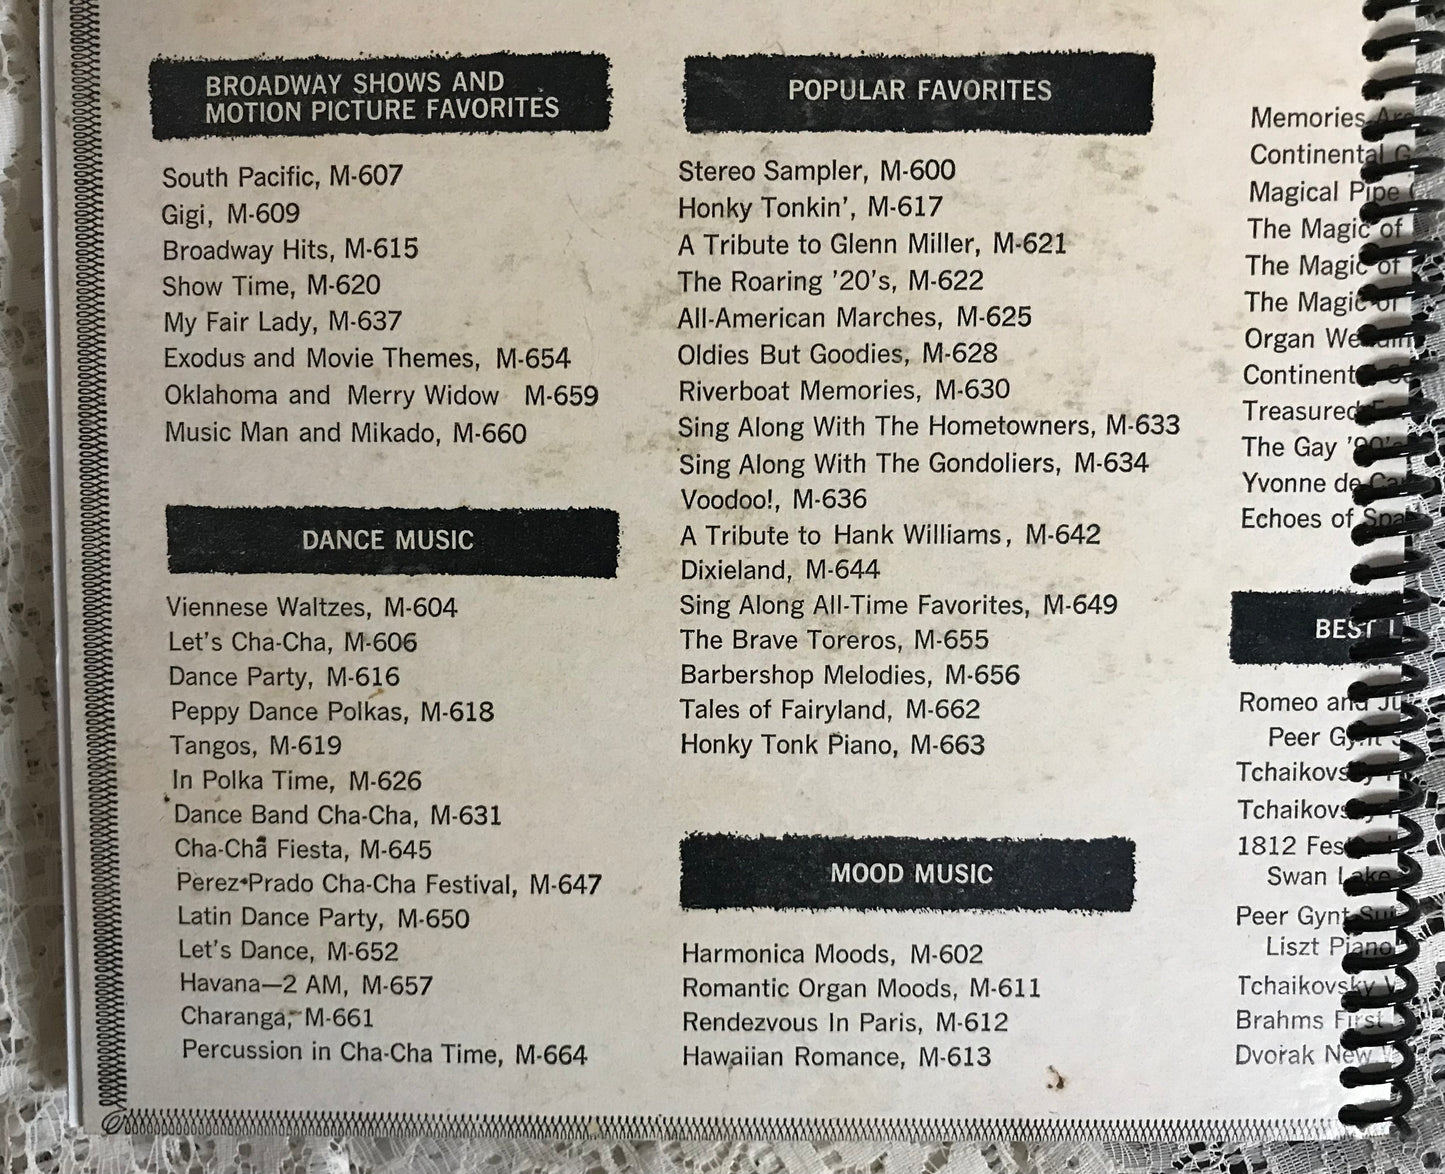 BROADWAY SHOWS AND
MOTION PICTURE FAVORITES
South Pacific, M-607
Gigi, M-609
Broadway Hits, M-615
Show Time, M-620
My Fair Lady, M-637
Exodus and Movie Themes, M-654
Oklahoma and Merry Widow M-659
Music Man and Mikado, M-660
DANCE MUSIC
Viennese Waltzes, M-604
Let's Cha-Cha, M-606
Dance Party, M-616
Peppy Dance Polkas, M-618
Tangos, M-619
In Polka Time, M-626
Dance Band Cha-Cha, M-631
Cha-Cha Fiesta, M-645
Perez Prado Cha-Cha Festival, M-647
Latin Dance Party, M-650
Let's Dance, M-652
Havana—2 AM, M-657
Charanga, M-661
Percussion in Cha-Cha Time, M-664
POPULAR FAVORITES
Stereo Sampler, M-600
Honky Tonkin', M-617
A Tribute to Glenn Miller, M-621
The Roaring '20's, M-622
All-American Marches, M-625
Oldies But Goodies, M-628
Riverboat Memories, M-630
Sing Along With The Hometowners, M-633
Sing Along With The Gondoliers, M-634
Voodoo!, M-636
A Tribute to Hank Williams, M-642
Dixieland, M-644
Sing Along All-Time Favorites, M-649
The Brave Toreros, M-655
Barbershop Melodies, M-656
Tales of Fairyland, M-662
Honky Tonk Piano, M-663
MOOD MUSIC
Harmonica Moods, M-602
Romantic Organ Moods, M-611
Rendezvous In Paris, M-612
Hawaiian Romance, M-613
Memories
Continental
Magical Pipe
The Magic of
The Magic of
The Magic of
Organ
Continental
Treasured
The Gay '90's
Yvonne de
Echoes of
BEST
Romeo and
Peer Gynt
Tchaikovsky
Tchaikovsky
1812
Swan Lake
Peer Gynt
Liszt Piano
Tchaikovsky
Brahms First
Dvorak New